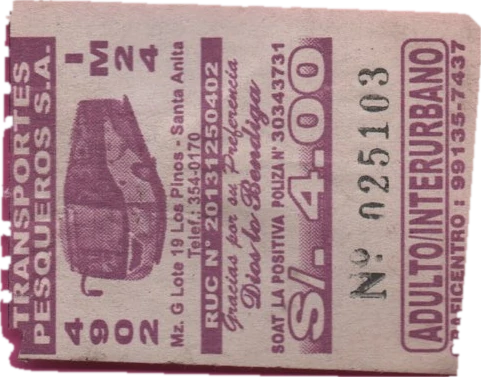 TRANSPORTES
PESQUEROS S.A.
I M 2 4
4 9 0 2
Mz. G Lote 19 Los Pinos - Santa Anita
Telef.: 354-0170
RUC N° 20131250402
Gracias por su Preferencia
Dios lo Bendiga
SOAT LA POSITIVA POLIZA N° 30343731
S/. 4.00
Nº 025103
ADULTO/INTERURBANO
GRAFICENTRO : 99135-7437